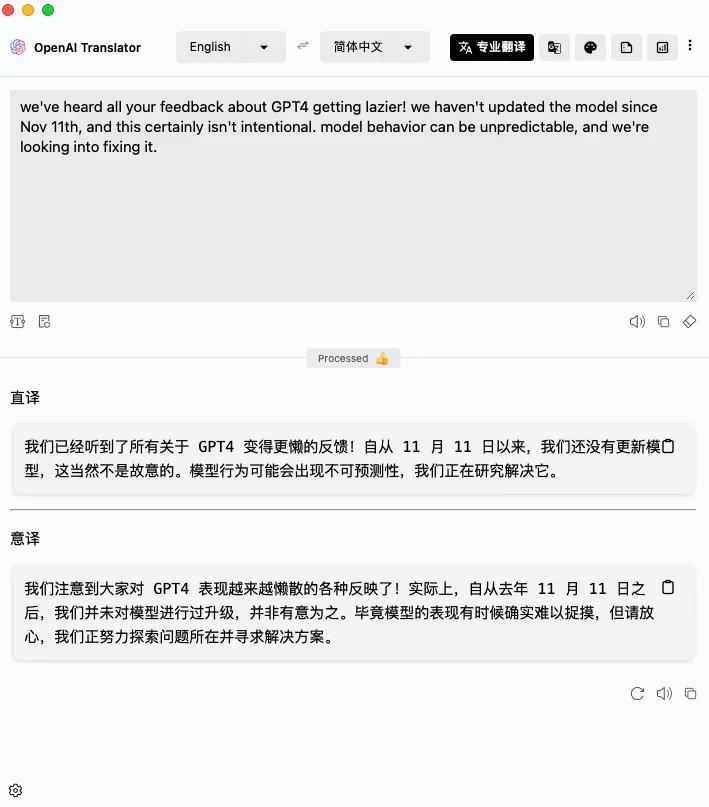 OpenAI Translator
English
简体中文
专业翻译
we've heard all your feedback about GPT4 getting lazier! we haven't updated the model since
Nov 11th, and this certainly isn't intentional. model behavior can be unpredictable, and we're
looking into fixing it.
Processed 👍
直译
我们已经听到了所有关于 GPT4 变得更懒的反馈！自从 11 月 11 日以来，我们还没有更新模
型，这当然不是故意的。模型行为可能会出现不可预测性，我们正在研究解决它。
意译
我们注意到大家对 GPT4 表现越来越懒散的各种反映了！实际上，自从去年 11 月 11 日之
后，我们并未对模型进行过升级，并非有意为之。毕竟模型的表现有时候确实难以捉摸，但请放
心，我们正努力探索问题所在并寻求解决方案。